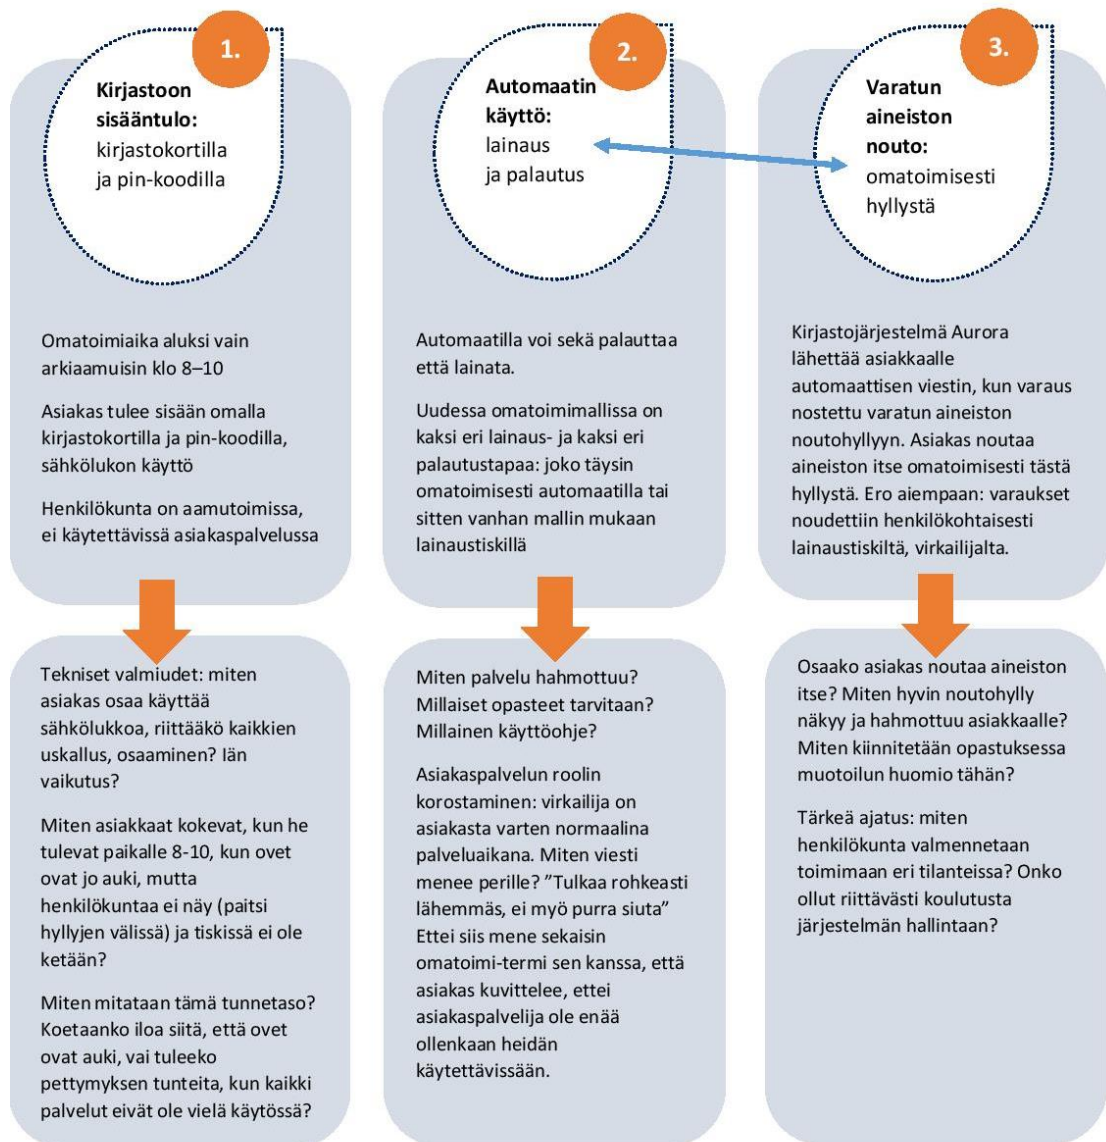 1.
Kirjastoon
sisääntulo:
kirjastokortilla
ja pin-koodilla
Omatoimiaika aluksi vain
arkiaamuisin klo 8–10
Asiakas tulee sisään omalla
kirjastokortilla ja pin-koodilla,
sähkölukon käyttö
Henkilökunta on aamutoimissa,
ei käytettävissä asiakaspalvelussa
Tekniset valmiudet: miten
asiakas osaa käyttää
sähkölukkoa, riittääkö kaikkien
uskallus, osaaminen? Iän
vaikutus?
Miten asiakkaat kokevat, kun he
tulevat paikalle 8-10, kun ovet
ovat jo auki, mutta
henkilökuntaa ei näy (paitsi
hyllyjen välissä) ja tiskissä ei ole
ketään?
Miten mitataan tämä tunnetaso?
Koetaanko iloa siitä, että ovet
ovat auki, vai tuleeko
pettymyksen tunteita, kun kaikki
palvelut eivät ole vielä käytössä?
2.
Automaatin
käyttö:
lainaus
ja palautus
Automaatilla voi sekä palauttaa
että lainata.
Uudessa omatoimimallissa on
kaksi eri lainaus- ja kaksi eri
palautustapaa: joko täysin
omatoimisesti automaatilla tai
sitten vanhan mallin mukaan
lainaustiskillä
Miten palvelu hahmottuu?
Millaiset opasteet tarvitaan?
Millainen käyttöohje?
Asiakaspalvelun roolin
korostaminen: virkailija on
asiakasta varten normaalina
palveluaikana. Miten viesti
menee perille? ”Tulkaa rohkeasti
lähemmäs, ei myö purra siuta”
Ettei siis mene sekaisin
omatoimi-termi sen kanssa, että
asiakas kuvittelee, ettei
asiakaspalvelija ole enää
ollenkaan heidän
käytettävissään.
3.
Varatun
aineiston
nouto:
omatoimisesti
hyllystä
Kirjastojärjestelmä Aurora
lähettää asiakkaalle
automaattisen viestin, kun varaus
nostettu varatun aineiston
noutohyllyyn. Asiakas noutaa
aineiston itse omatoimisesti tästä
hyllystä. Ero aiempaan: varaukset
noudettiin henkilökohtaisesti
lainaustiskiltä, virkailijalta.
Osaako asiakas noutaa aineiston
itse? Miten hyvin noutohylly
näkyy ja hahmottuu asiakkaalle?
Miten kiinnitetään opastuksessa
muotoilun huomio tähän?
Tärkeä ajatus: miten
henkilökunta valmennetaan
toimimaan eri tilanteissa? Onko
ollut riittävästi koulutusta
järjestelmän hallintaan?